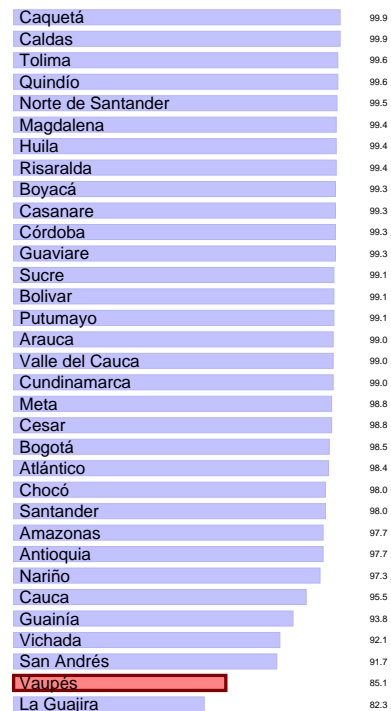 Caquetá 99.9
Caldas 99.9
Tolima 99.6
Quindío 99.6
Norte de Santander 99.5
Magdalena 99.4
Huila 99.4
Risaralda 99.4
Boyacá 99.3
Casanare 99.3
Córdoba 99.3
Guaviare 99.3
Sucre 99.1
Bolivar 99.1
Putumayo 99.1
Arauca 99.0
Valle del Cauca 99.0
Cundinamarca 99.0
Meta 98.8
Cesar 98.8
Bogotá 98.5
Atlántico 98.4
Chocó 98.0
Santander 98.0
Amazonas 97.7
Antioquia 97.7
Nariño 97.3
Cauca 95.5
Guainía 93.8
Vichada 92.1
San Andrés 91.7
Vaupés 85.1
La Guajira 82.3